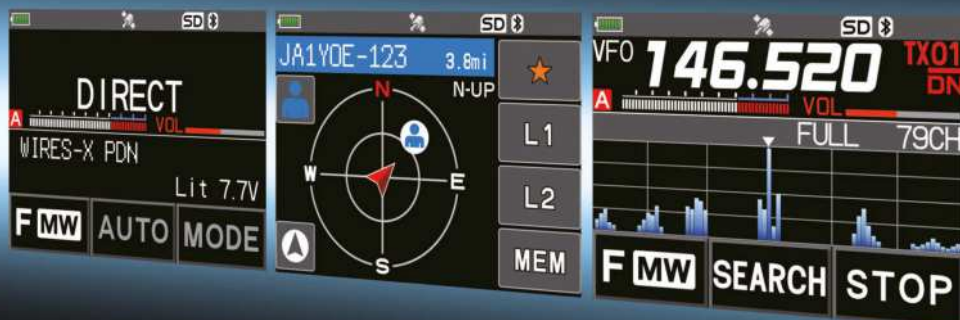 SD
DIRECT
A VOL
WIRES-X PDN
Lit 7.7V
F MW AUTO MODE
SD
JA1YOE-123 3.8mi
N-UP
N
W E
S
L1
L2
MEM
SD
VFO 146.520 TX01
DN
A VOL
FULL 79CH
F MW SEARCH STOP